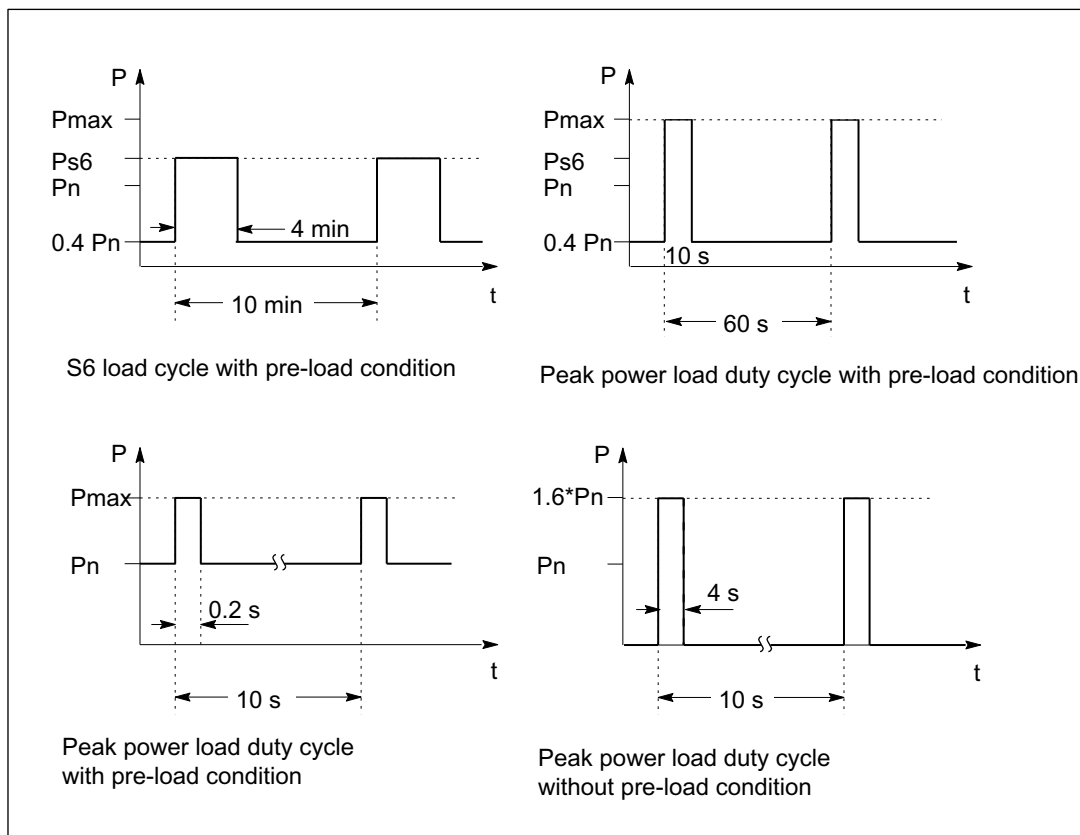 P
Pmax
Ps6
Pn
0.4 Pn
4 min
t
10 min
S6 load cycle with pre-load condition
P
Pmax
Ps6
Pn
0.4 Pn
10 s
t
60 s
Peak power load duty cycle with pre-load condition
P
Pmax
Pn
0.2 s
t
10 s
Peak power load duty cycle
with pre-load condition
P
1.6*Pn
Pn
4 s
t
10 s
Peak power load duty cycle
without pre-load condition